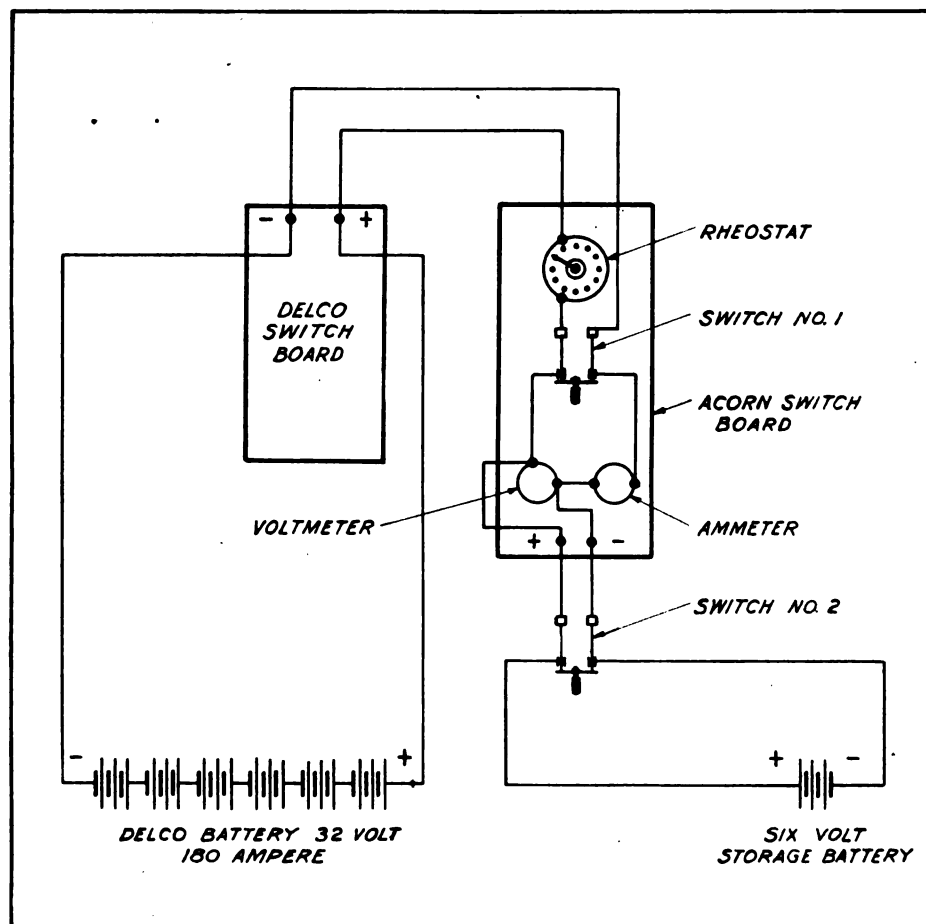 - +
DELCO
SWITCH
BOARD
RHEOSTAT
SWITCH NO. 1
ACORN SWITCH
BOARD
VOLTMETER
AMMETER
+ -
SWITCH NO. 2
- +
DELCO BATTERY 32 VOLT
180 AMPERE
+ -
SIX VOLT
STORAGE BATTERY